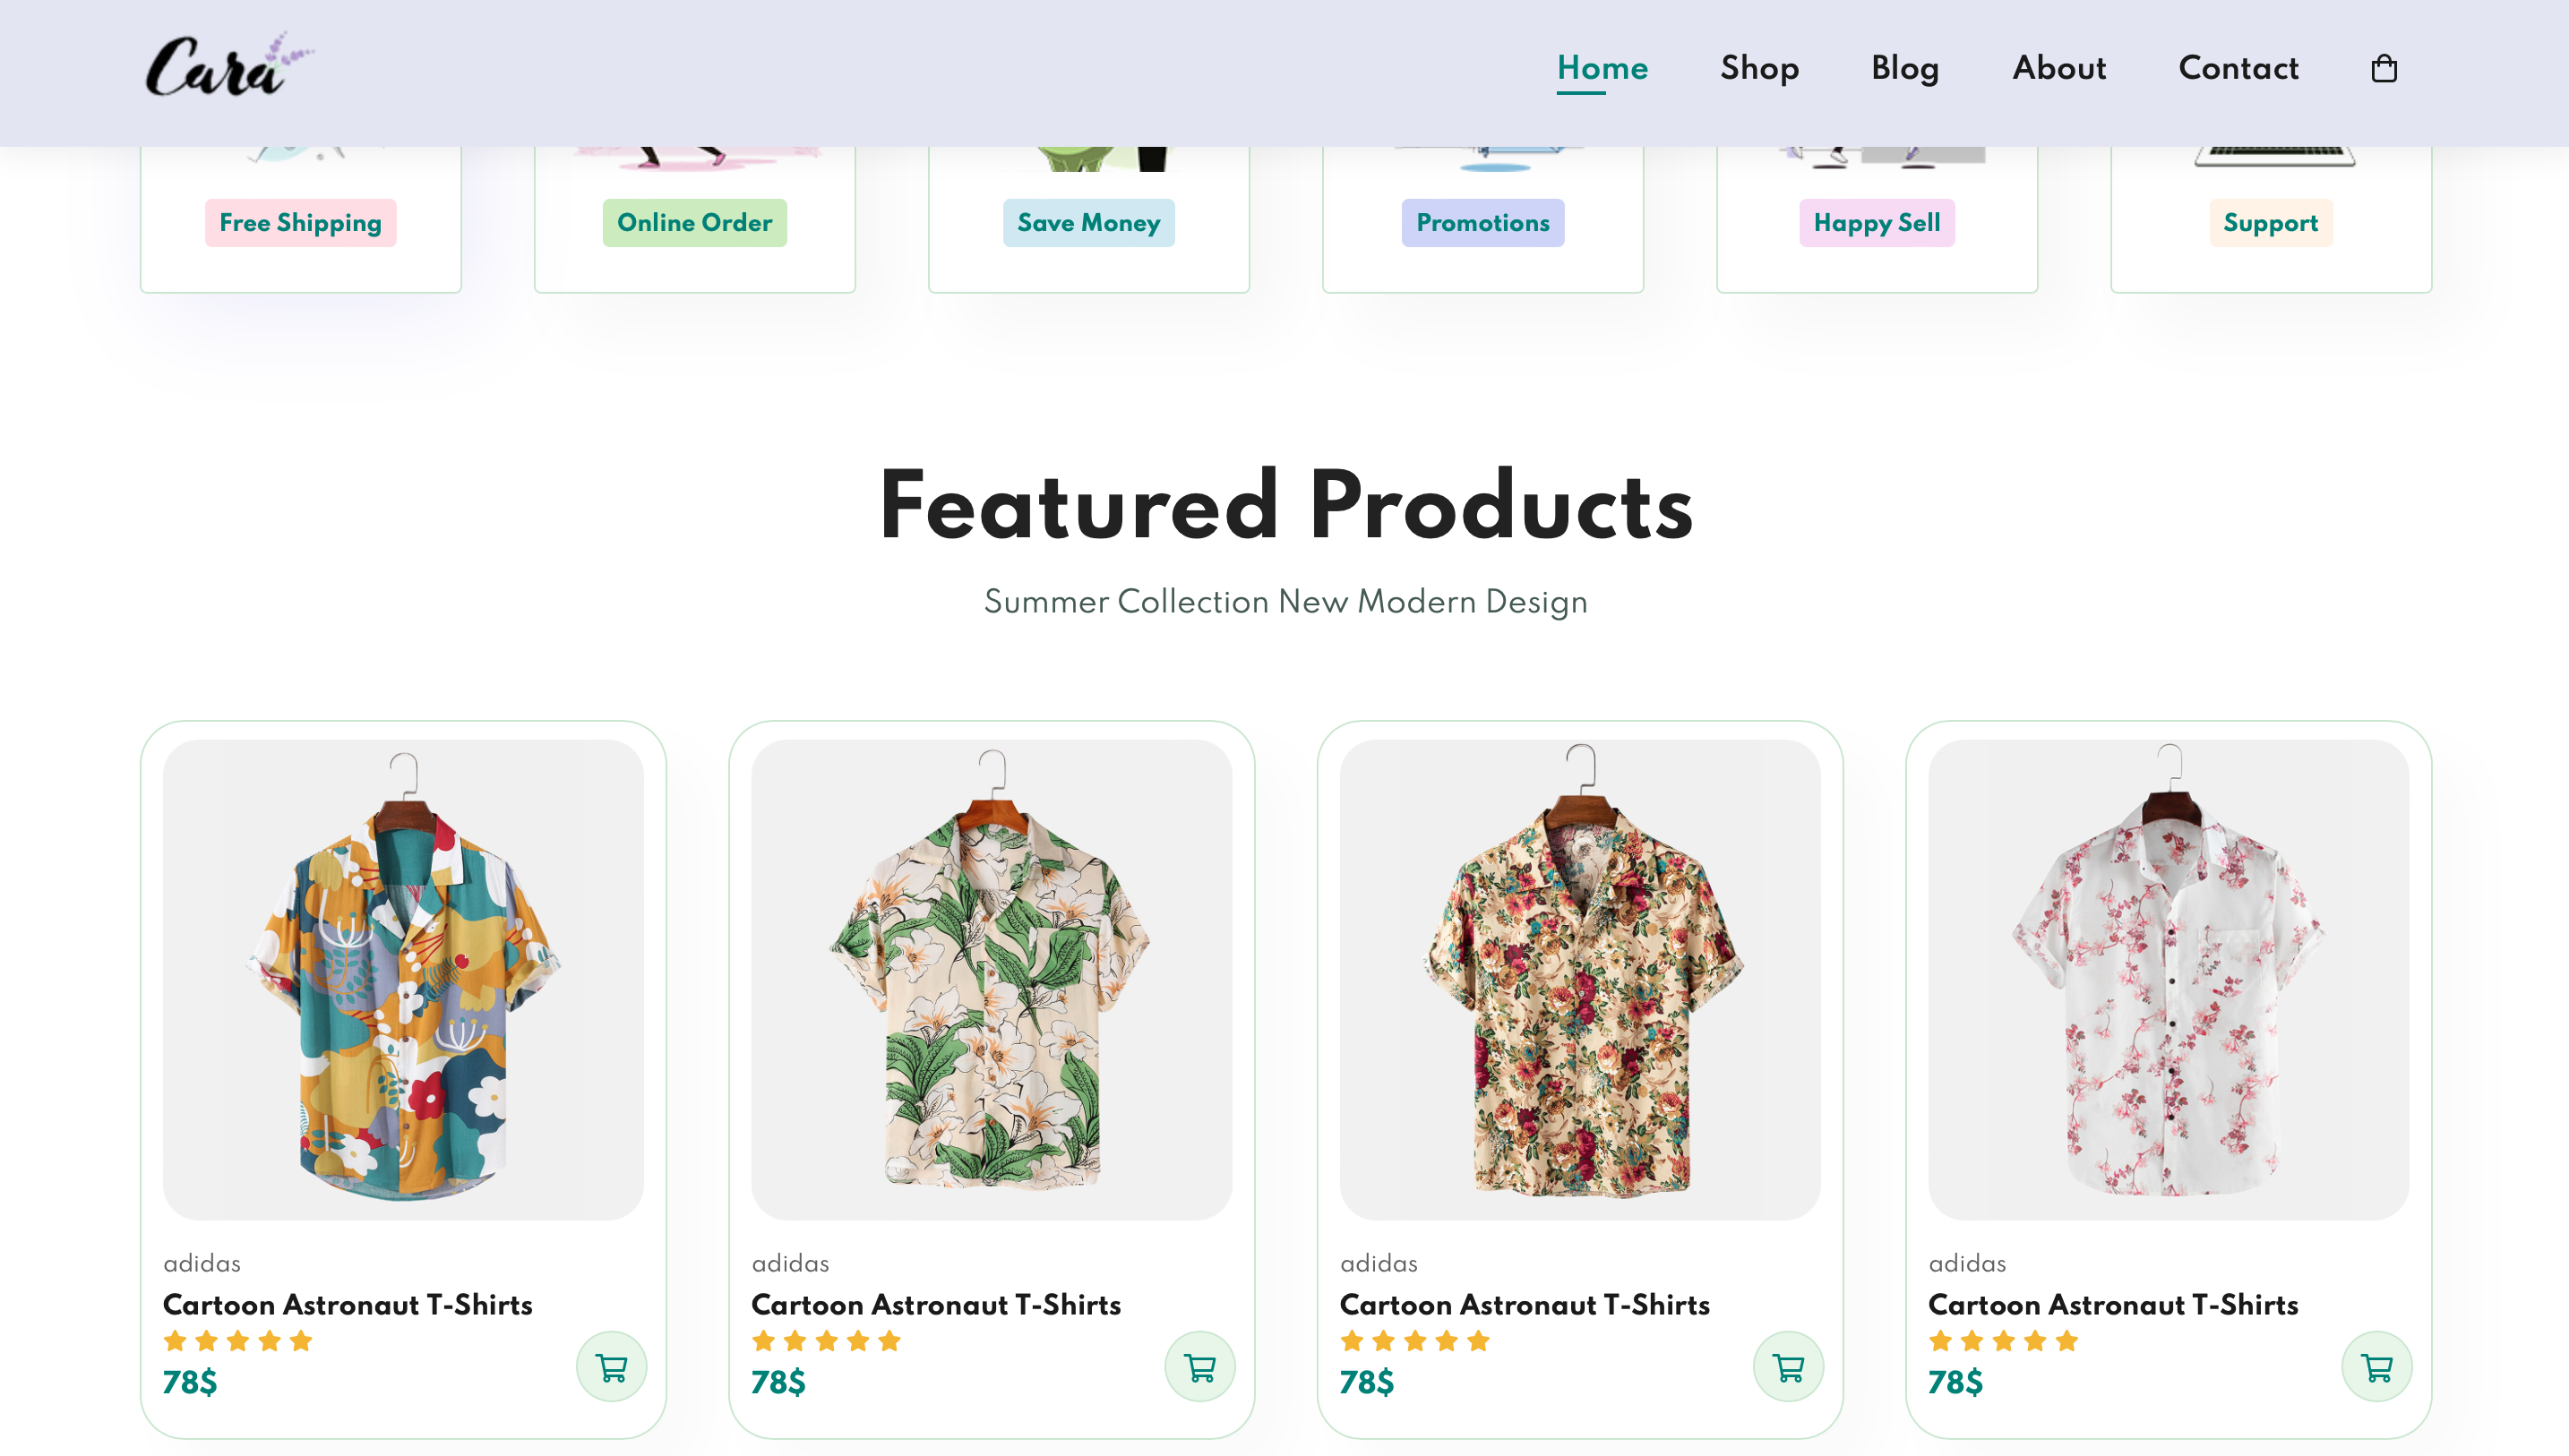 Cara
Home Shop Blog About Contact
Free Shipping Online Order Save Money Promotions Happy Sell Support
Featured Products
Summer Collection New Modern Design
adidas
Cartoon Astronaut T-Shirts
78$
adidas
Cartoon Astronaut T-Shirts
78$
adidas
Cartoon Astronaut T-Shirts
78$
adidas
Cartoon Astronaut T-Shirts
78$